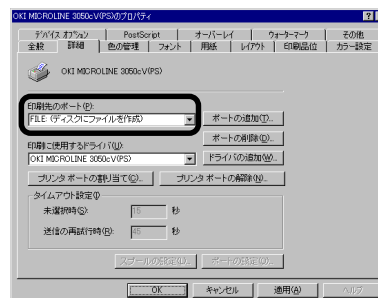 OKI MICROLINE 3050cV(PS)のプロパティ
デバイス オプション PostScript オーバーレイ ウォーターマーク その他
全般 詳細 色の管理 フォント 用紙 レイアウト 印刷品位 カラー設定
OKI MICROLINE 3050cV(PS)
印刷先のポート(P):
FILE: (ディスクにファイルを作成)
ポートの追加(T)...
ポートの削除(D)...
印刷に使用するドライバ(U):
OKI MICROLINE 3050cV(PS)
ドライバの追加(W)...
プリンタ ポートの割り当て(C)... プリンタ ポートの解除(N)...
タイムアウト設定
未選択時(S): 15 秒
送信の再試行時(R): 45 秒
スプールの設定(L)... ポートの設定(O)...
OK キャンセル 適用(A) ヘルプ